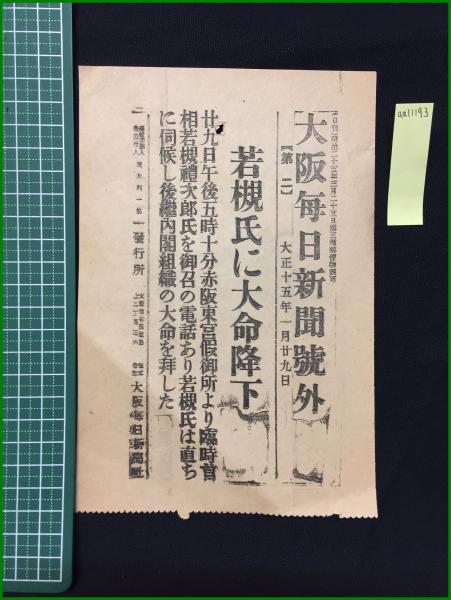 大阪每日新聞號外
【第二】
大正十五年一月廿九日
若槻氏に大命降下
廿九日午後五時十分赤阪東宮假御所より臨時首
相若槻禮次郎氏を御召の電話あり若槻氏は直ち
に伺候し後繼内閣組織の大命を拜した
發行所
大阪每日新聞社
aal1193